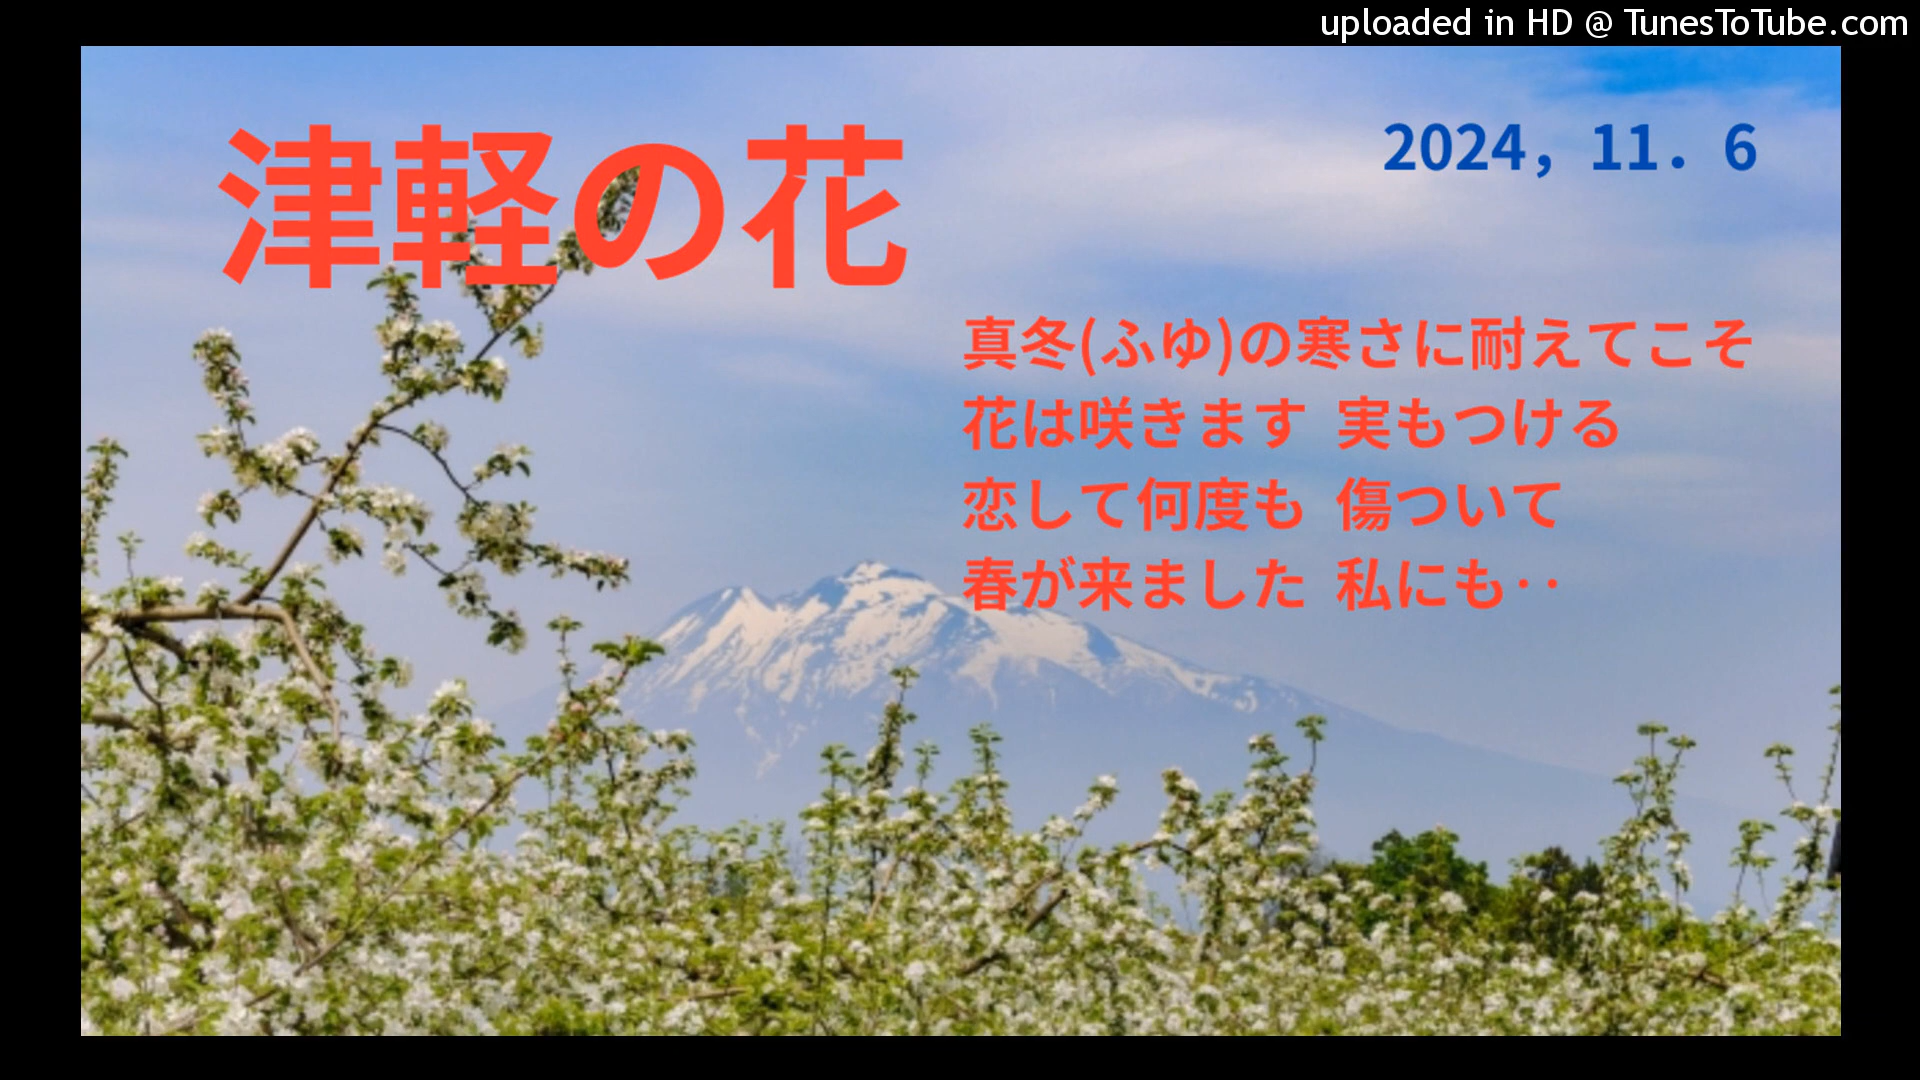 uploaded in HD @ TunesToTube.com
津軽の花
2024，11．6
真冬(ふゆ)の寒さに耐えてこそ
花は咲きます 実もつける
恋して何度も 傷ついて
春が来ました 私にも‥